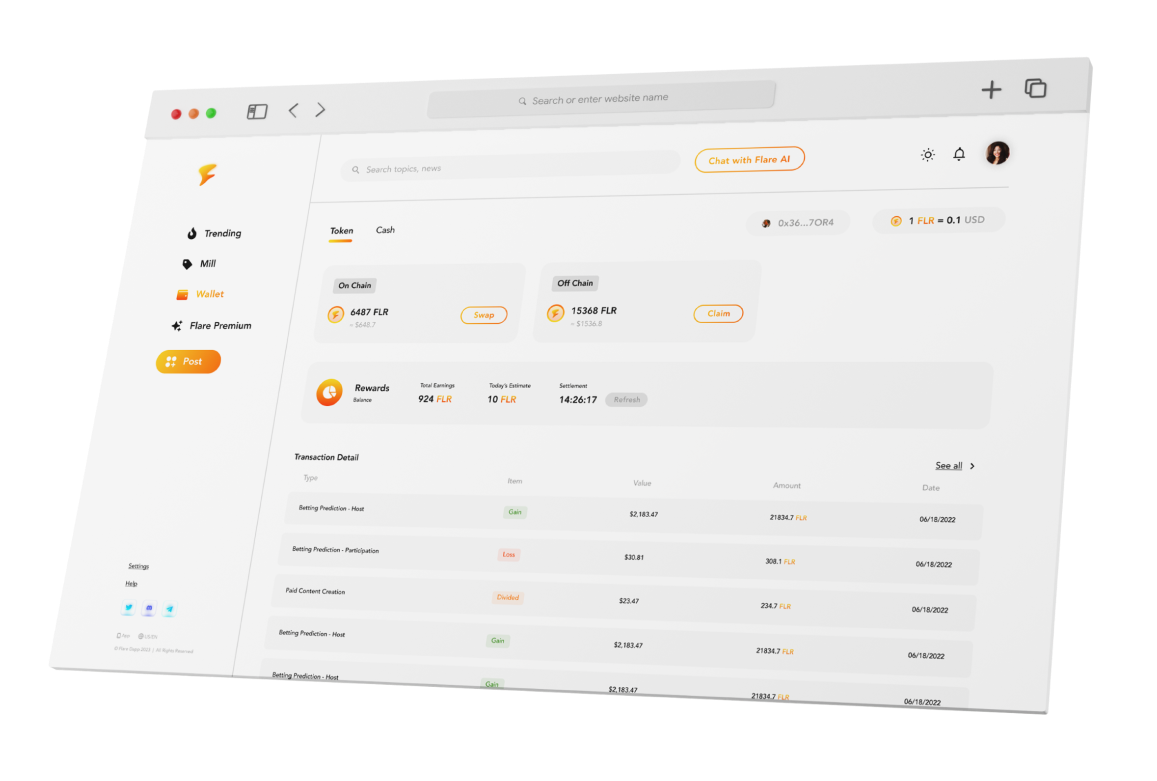 Search or enter website name
Search topics, news
Chat with Flare AI
Trending
Mill
Wallet
Flare Premium
Post
Token
Cash
0x36...7OR4
1 FLR = 0.1 USD
On Chain
6487 FLR
≈ $648.7
Swap
Off Chain
15368 FLR
≈ $1536.8
Claim
Rewards
Balance
Total Earnings
924 FLR
Today's Estimate
10 FLR
Settlement
14:26:17
Refresh
Transaction Detail
See all
Type Item Value Amount Date
Betting Prediction - Host Gain $2,183.47 21834.7 FLR 06/18/2022
Betting Prediction - Participation Loss $30.81 308.1 FLR 06/18/2022
Paid Content Creation Divided $23.47 234.7 FLR 06/18/2022
Betting Prediction - Host Gain $2,183.47 21834.7 FLR 06/18/2022
Betting Prediction - Host Gain $2,183.47 21834.7 FLR 06/18/2022
Settings
Help
App
All Rights Reserved